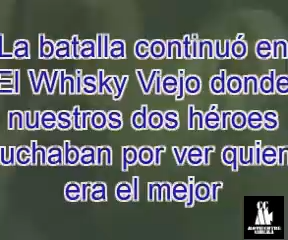 La batalla continuó en
El Whisky Viejo donde
nuestros dos héroes
uchaban por ver quien
era el mejor